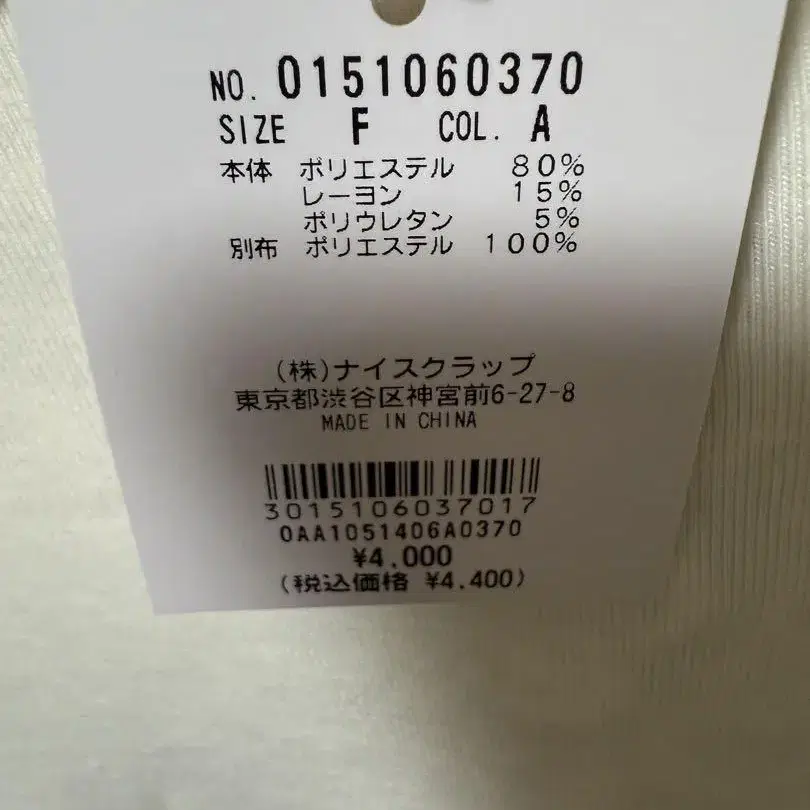 NO. 0151060370
SIZE F COL. A
本体 ポリエステル 80%
レーヨン 15%
ポリウレタン 5%
別布 ポリエステル 100%
(株)ナイスクラップ
東京都渋谷区神宮前6-27-8
MADE IN CHINA
3015106037017
0AA1051406A0370
¥4,000
(税込価格 ¥4,400)